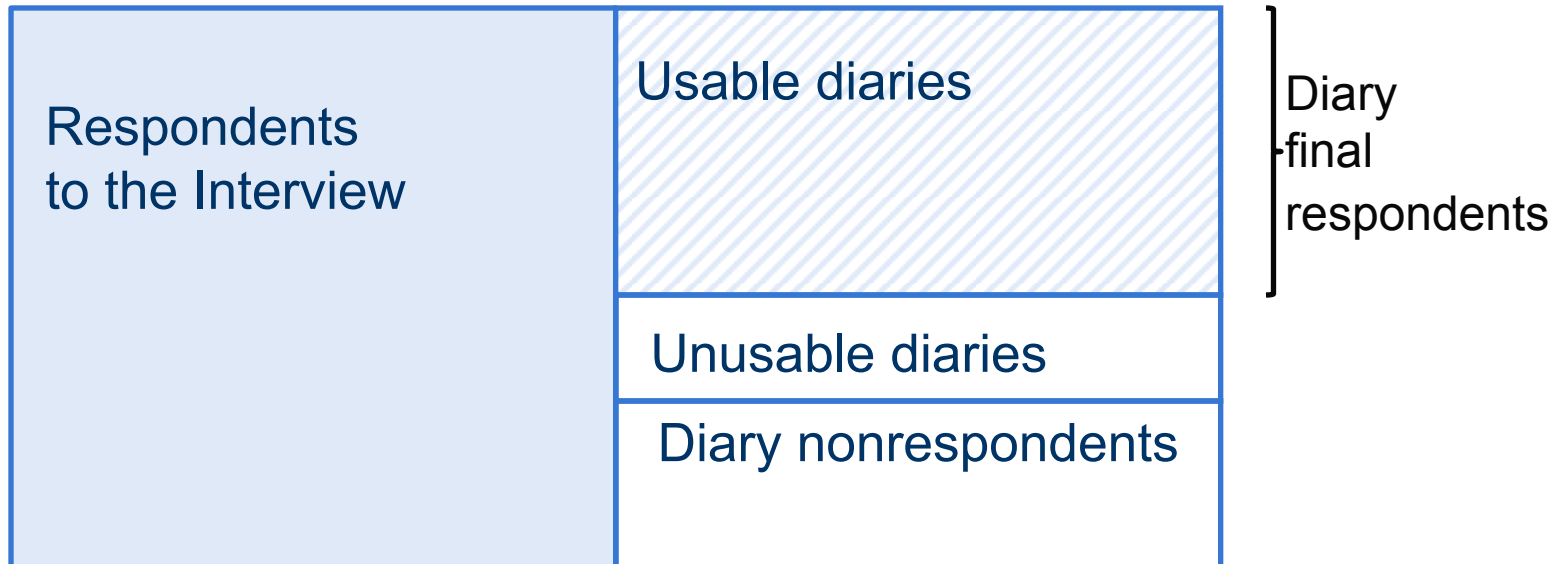 Respondents
to the Interview
Usable diaries
Unusable diaries
Diary nonrespondents
Diary
final
respondents